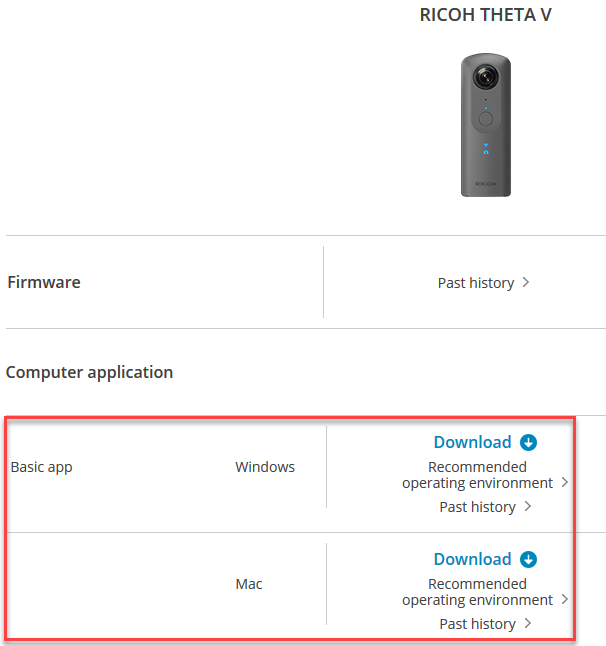 RICOH THETA V
RICOH
Firmware
Past history
Computer application
Basic app
Windows
Download
Recommended
operating environment
Past history
Mac
Download
Recommended
operating environment
Past history